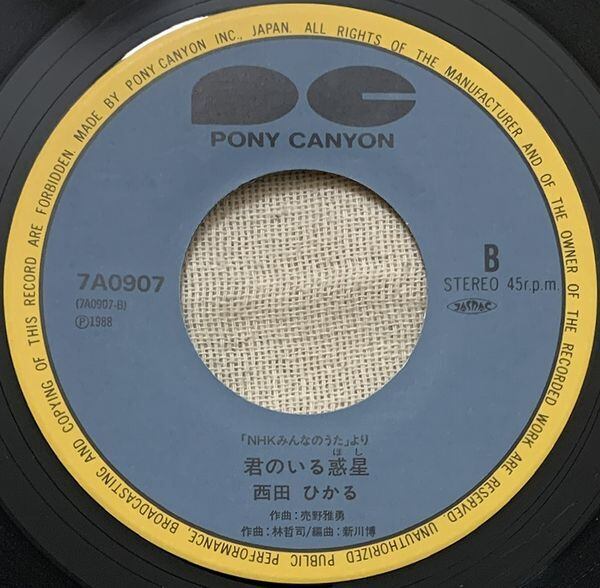 MADE BY PONY CANYON INC., JAPAN. ALL RIGHTS OF THE MANUFACTURER AND OF THE OWNER OF THE RECORDED WORK ARE RESERVED. UNAUTHORIZED PUBLIC PERFORMANCE, BROADCASTING AND COPYING OF THIS RECORD ARE FORBIDDEN.
PC
PONY CANYON
7A0907
(7A0907-B)
Ⓟ1988
B
STEREO 45r.p.m.
JASRAC
「NHKみんなのうた」より
ほし
君のいる惑星
西田 ひかる
作曲：売野雅勇
作曲：林哲司/編曲：新川博